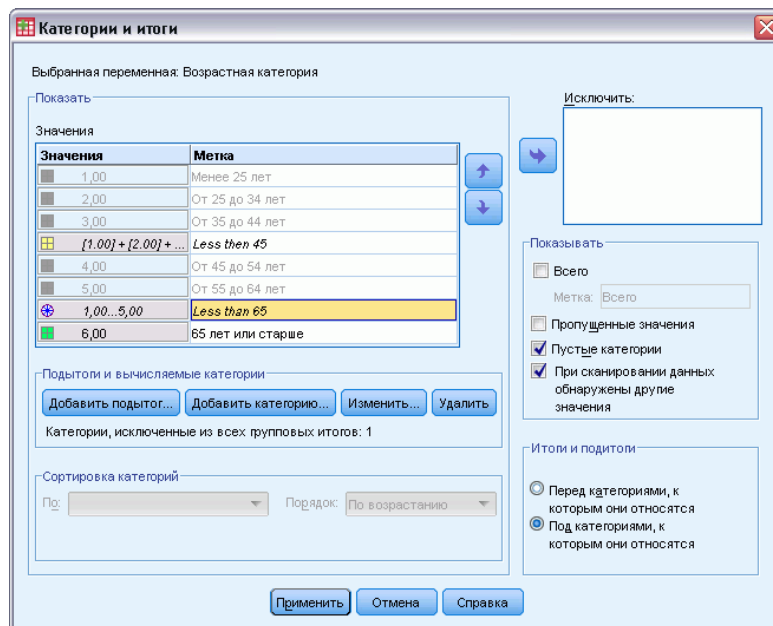 Категории и итоги
Выбранная переменная: Возрастная категория
Показать
Значения
Значения Метка
1,00 Менее 25 лет
2,00 От 25 до 34 лет
3,00 От 35 до 44 лет
[1.00] + [2.00] + ... Less then 45
4,00 От 45 до 54 лет
5,00 От 55 до 64 лет
1,00...5,00 Less than 65
6,00 65 лет или старше
Подытоги и вычисляемые категории
Добавить подытог... Добавить категорию... Изменить... Удалить
Категории, исключенные из всех групповых итогов: 1
Сортировка категорий
По: Порядок: По возрастанию
Исключить:
Показывать
Всего
Метка: Всего
Пропущенные значения
Пустые категории
При сканировании данных
обнаружены другие
значения
Итоги и подитоги
Перед категориями, к
которым они относятся
Под категориями, к
которым они относятся
Применить Отмена Справка